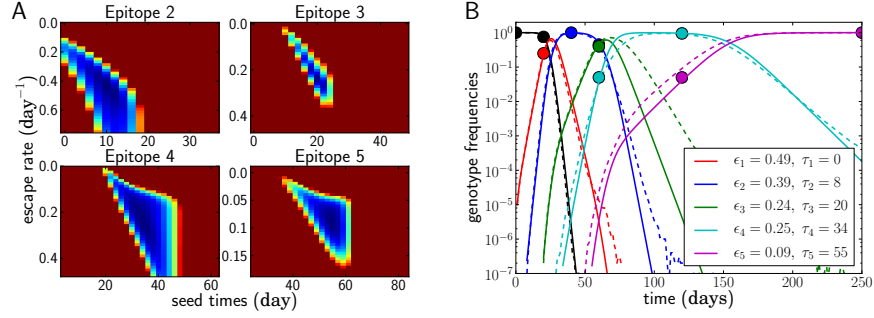 A
Epitope 2
Epitope 3
0.0
0.2
0.4
0.6
0
10
20
30
0.0
0.2
0.4
0
20
40
Epitope 4
Epitope 5
0.0
0.2
0.4
0
20
40
60
0.00
0.05
0.10
0.15
20
40
60
80
escape rate (day⁻¹)
seed times (day)
B
10⁰
10⁻¹
10⁻²
10⁻³
10⁻⁴
10⁻⁵
10⁻⁶
10⁻⁷
genotype frequencies
ϵ₁ = 0.49, τ₁ = 0
ϵ₂ = 0.39, τ₂ = 8
ϵ₃ = 0.24, τ₃ = 20
ϵ₄ = 0.25, τ₄ = 34
ϵ₅ = 0.09, τ₅ = 55
0
50
100
150
200
250
time (days)